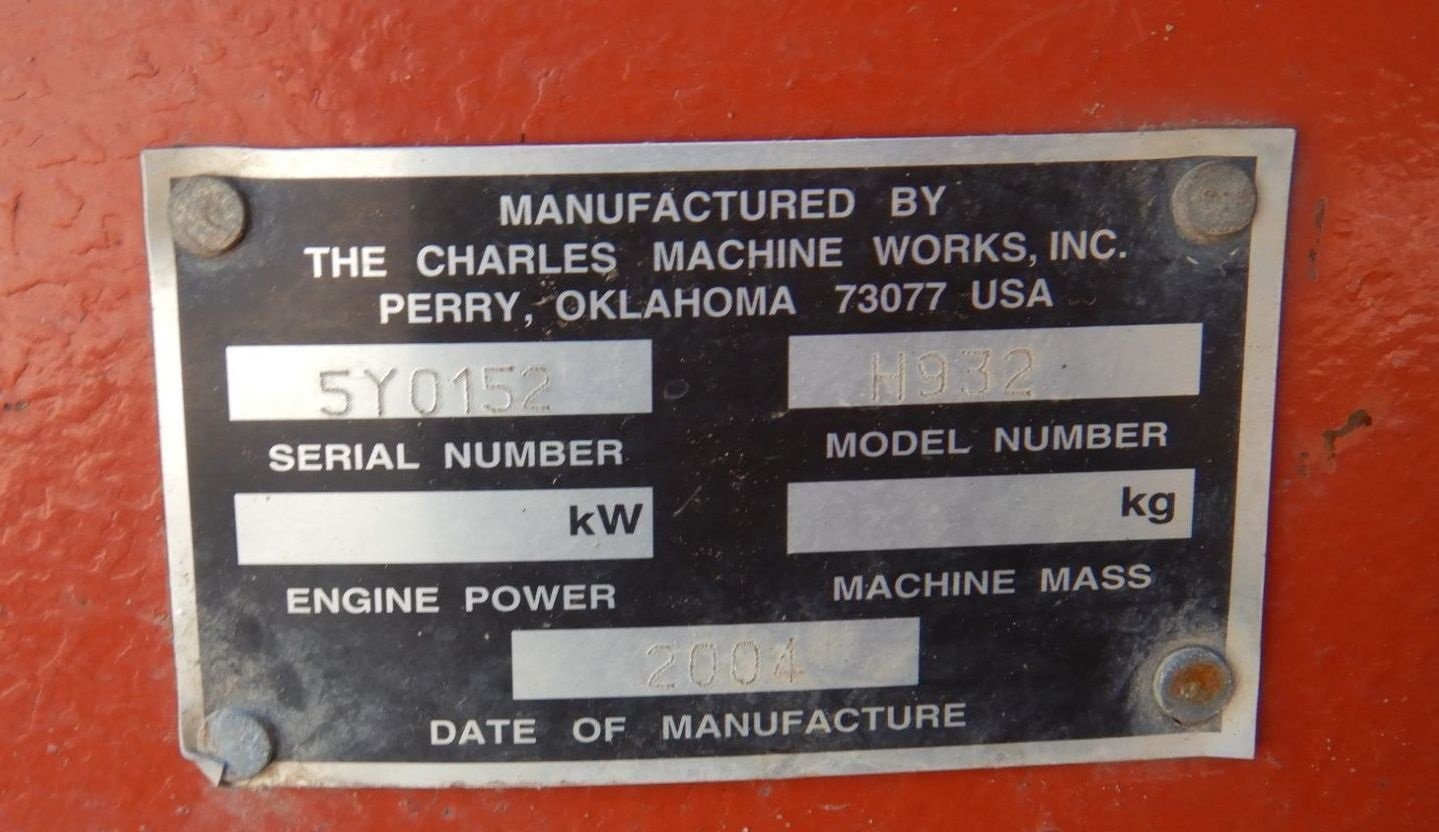 MANUFACTURED BY
THE CHARLES MACHINE WORKS, INC.
PERRY, OKLAHOMA 73077 USA
5Y0152 H932
SERIAL NUMBER MODEL NUMBER
kW kg
ENGINE POWER MACHINE MASS
2004
DATE OF MANUFACTURE